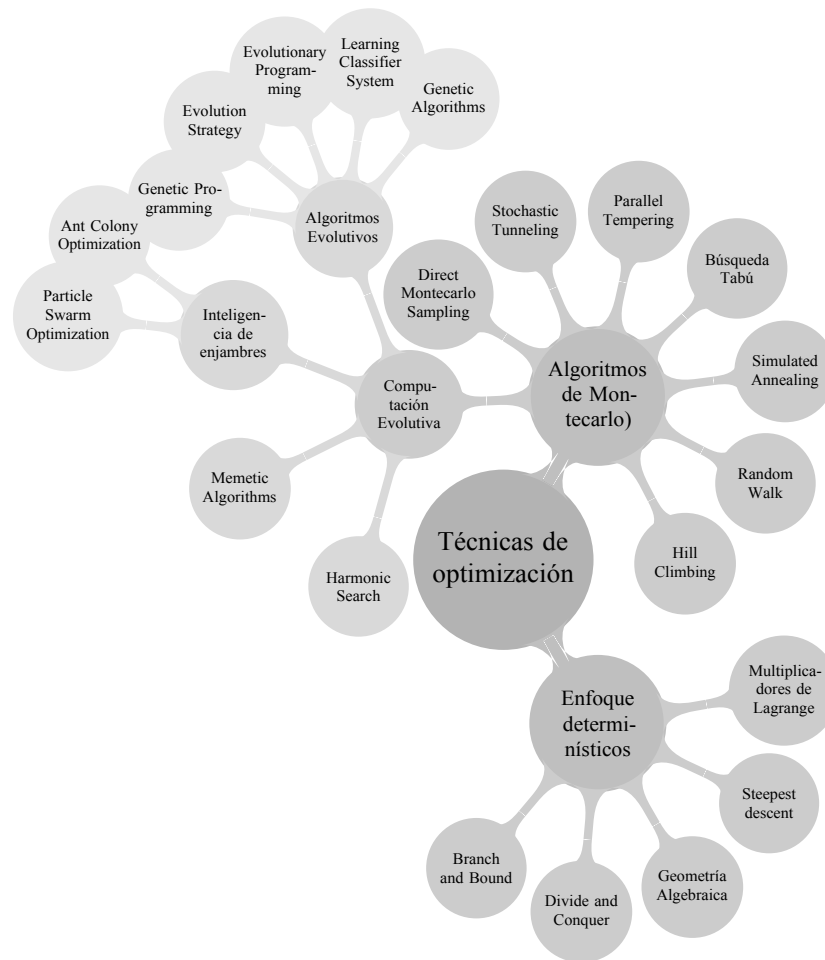 Learning
Classifier
System
Evolutionary
Program-
ming
Genetic
Algorithms
Evolution
Strategy
Genetic Pro-
gramming
Algoritmos
Evolutivos
Ant Colony
Optimization
Particle
Swarm
Optimization
Inteligen-
cia de
enjambres
Stochastic
Tunneling
Parallel
Tempering
Búsqueda
Tabú
Direct
Montecarlo
Sampling
Simulated
Annealing
Algoritmos
de Mon-
tecarlo)
Compu-
tación
Evolutiva
Random
Walk
Memetic
Algorithms
Hill
Climbing
Harmonic
Search
Técnicas de
optimización
Enfoque
determi-
nísticos
Multiplica-
dores de
Lagrange
Steepest
descent
Geometría
Algebraica
Divide and
Conquer
Branch
and Bound